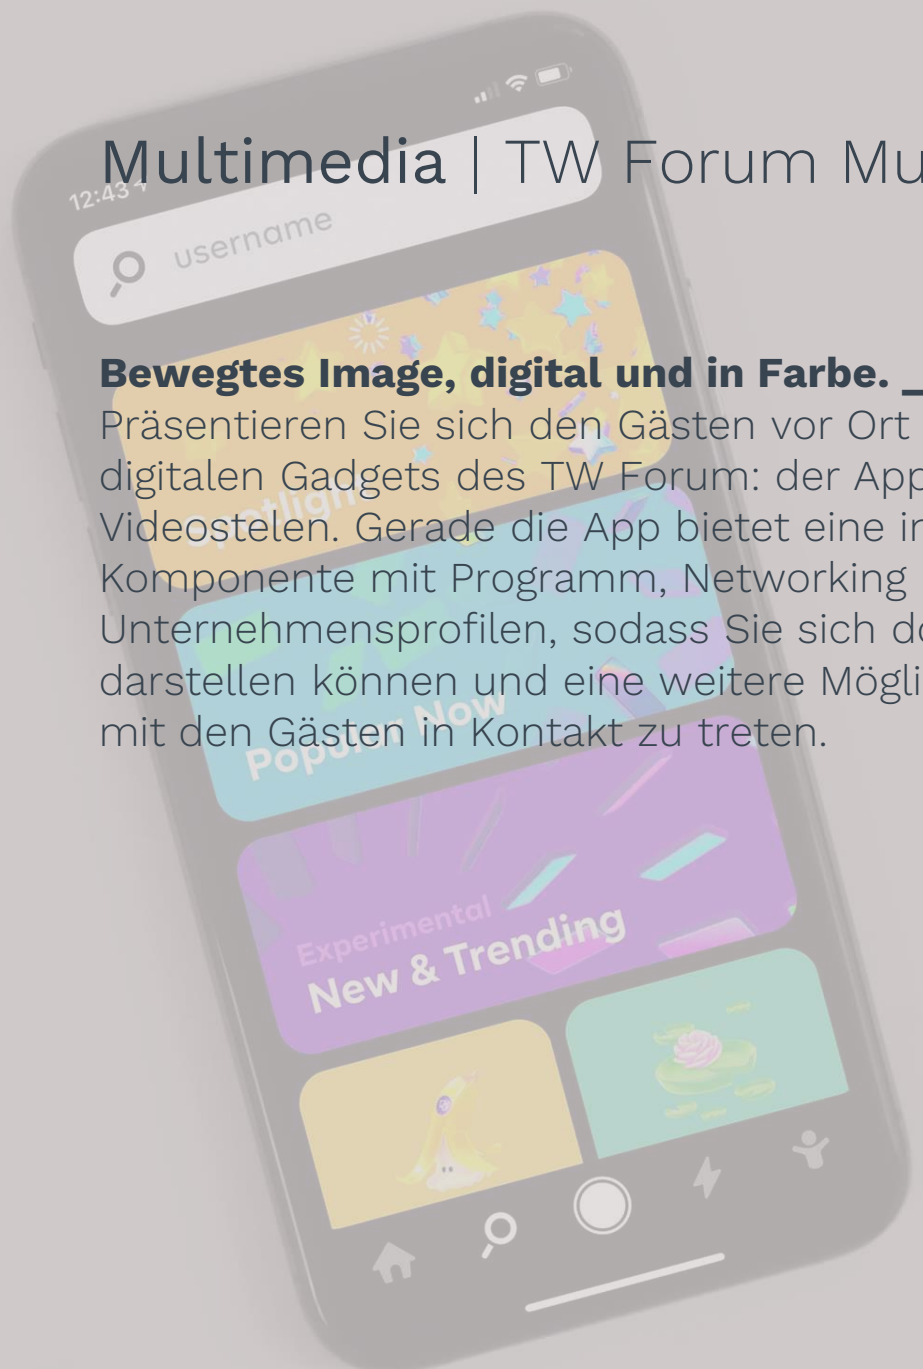 Multimedia | TW Forum Mu
12:43
username
Bewegtes Image, digital und in Farbe. _
Präsentieren Sie sich den Gästen vor Ort
digitalen Gadgets des TW Forum: der App
Videostelen. Gerade die App bietet eine in
Komponente mit Programm, Networking
Unternehmensprofilen, sodass Sie sich do
darstellen können und eine weitere Mögli
mit den Gästen in Kontakt zu treten.
Spotlight
Popular Now
Experimental
New & Trending